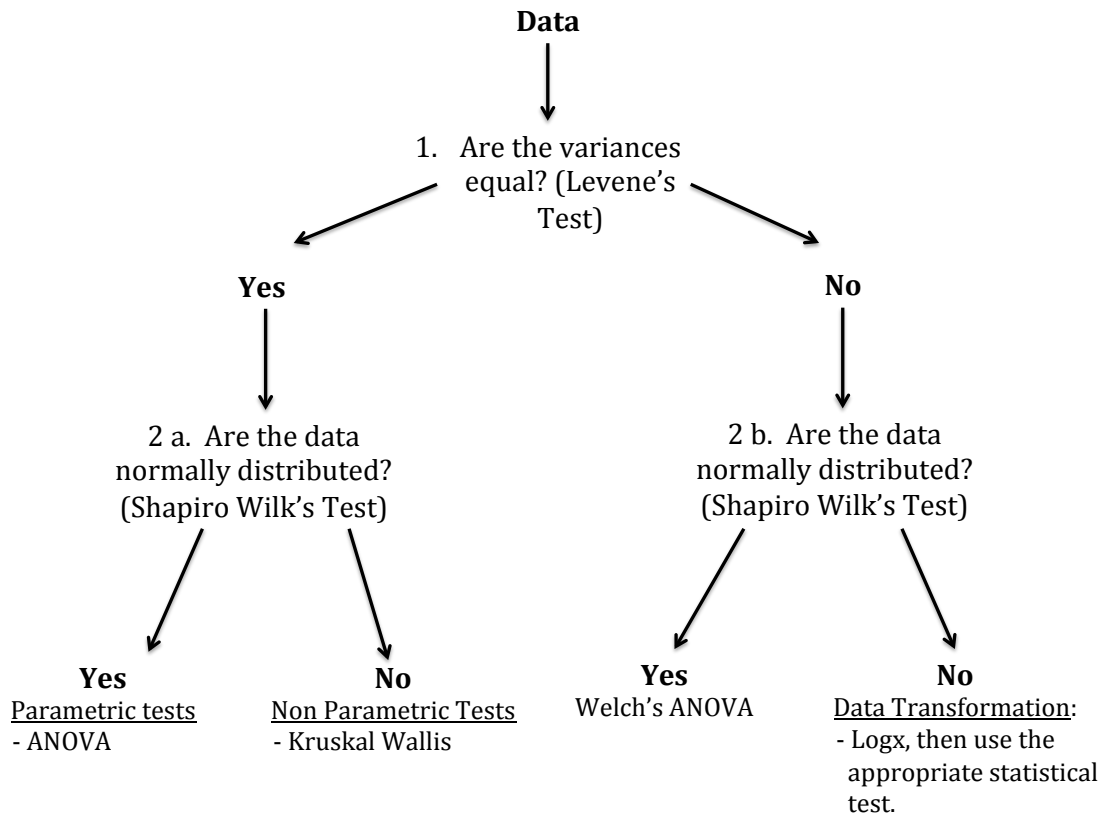 Data
1. Are the variances
equal? (Levene’s
Test)
Yes
No
2 a. Are the data
normally distributed?
(Shapiro Wilk’s Test)
2 b. Are the data
normally distributed?
(Shapiro Wilk’s Test)
Yes
Parametric tests
- ANOVA
No
Non Parametric Tests
- Kruskal Wallis
Yes
Welch’s ANOVA
No
Data Transformation:
- Logx, then use the
appropriate statistical
test.